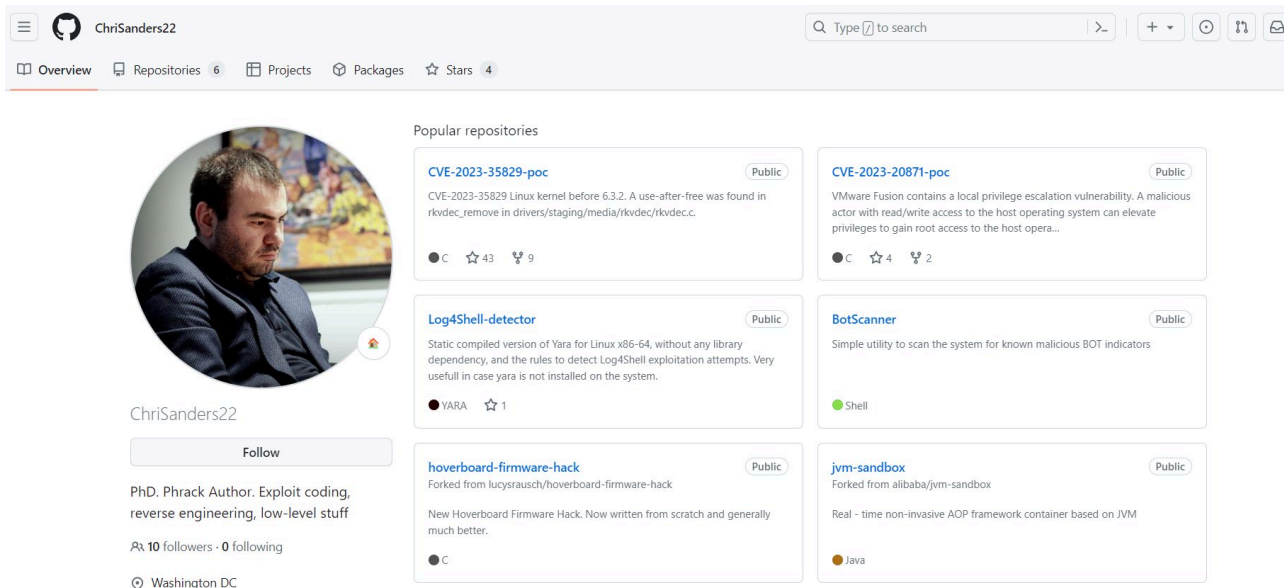 ChriSanders22
Type / to search
Overview
Repositories 6
Projects
Packages
Stars 4
Popular repositories
CVE-2023-35829-poc
Public
CVE-2023-35829 Linux kernel before 6.3.2. A use-after-free was found in
rkvdec_remove in drivers/staging/media/rkvdec/rkvdec.c.
C 43 9
CVE-2023-20871-poc
Public
VMware Fusion contains a local privilege escalation vulnerability. A malicious
actor with read/write access to the host operating system can elevate
privileges to gain root access to the host opera...
C 4 2
Log4Shell-detector
Public
Static compiled version of Yara for Linux x86-64, without any library
dependency, and the rules to detect Log4Shell exploitation attempts. Very
usefull in case yara is not installed on the system.
YARA 1
BotScanner
Public
Simple utility to scan the system for known malicious BOT indicators
Shell
hoverboard-firmware-hack
Public
Forked from lucysrausch/hoverboard-firmware-hack
New Hoverboard Firmware Hack. Now written from scratch and generally
much better.
C
jvm-sandbox
Public
Forked from alibaba/jvm-sandbox
Real - time non-invasive AOP framework container based on JVM
Java
ChriSanders22
Follow
PhD. Phrack Author. Exploit coding,
reverse engineering, low-level stuff
10 followers · 0 following
Washington DC